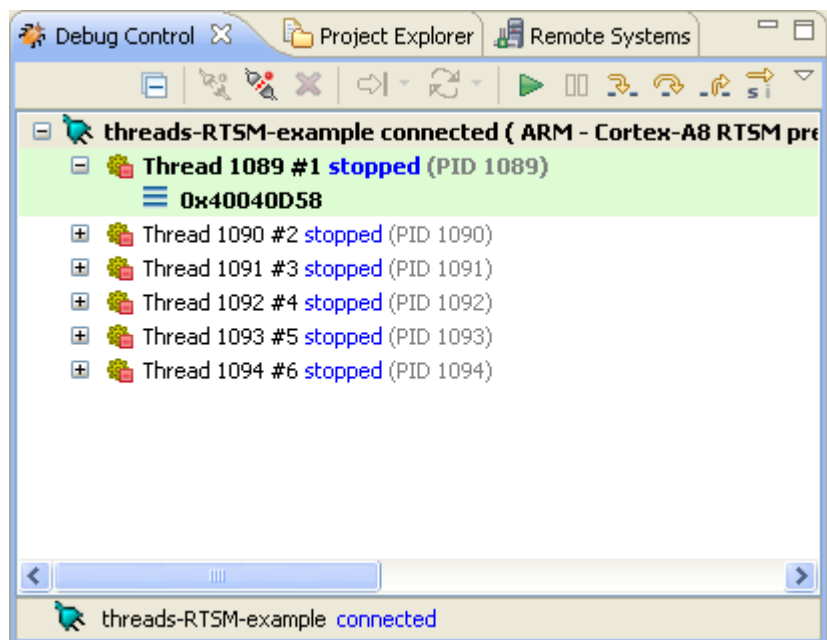 Debug Control Project Explorer Remote Systems
threads-RTSM-example connected ( ARM - Cortex-A8 RTSM pre
Thread 1089 #1 stopped (PID 1089)
0x40040D58
Thread 1090 #2 stopped (PID 1090)
Thread 1091 #3 stopped (PID 1091)
Thread 1092 #4 stopped (PID 1092)
Thread 1093 #5 stopped (PID 1093)
Thread 1094 #6 stopped (PID 1094)
threads-RTSM-example connected